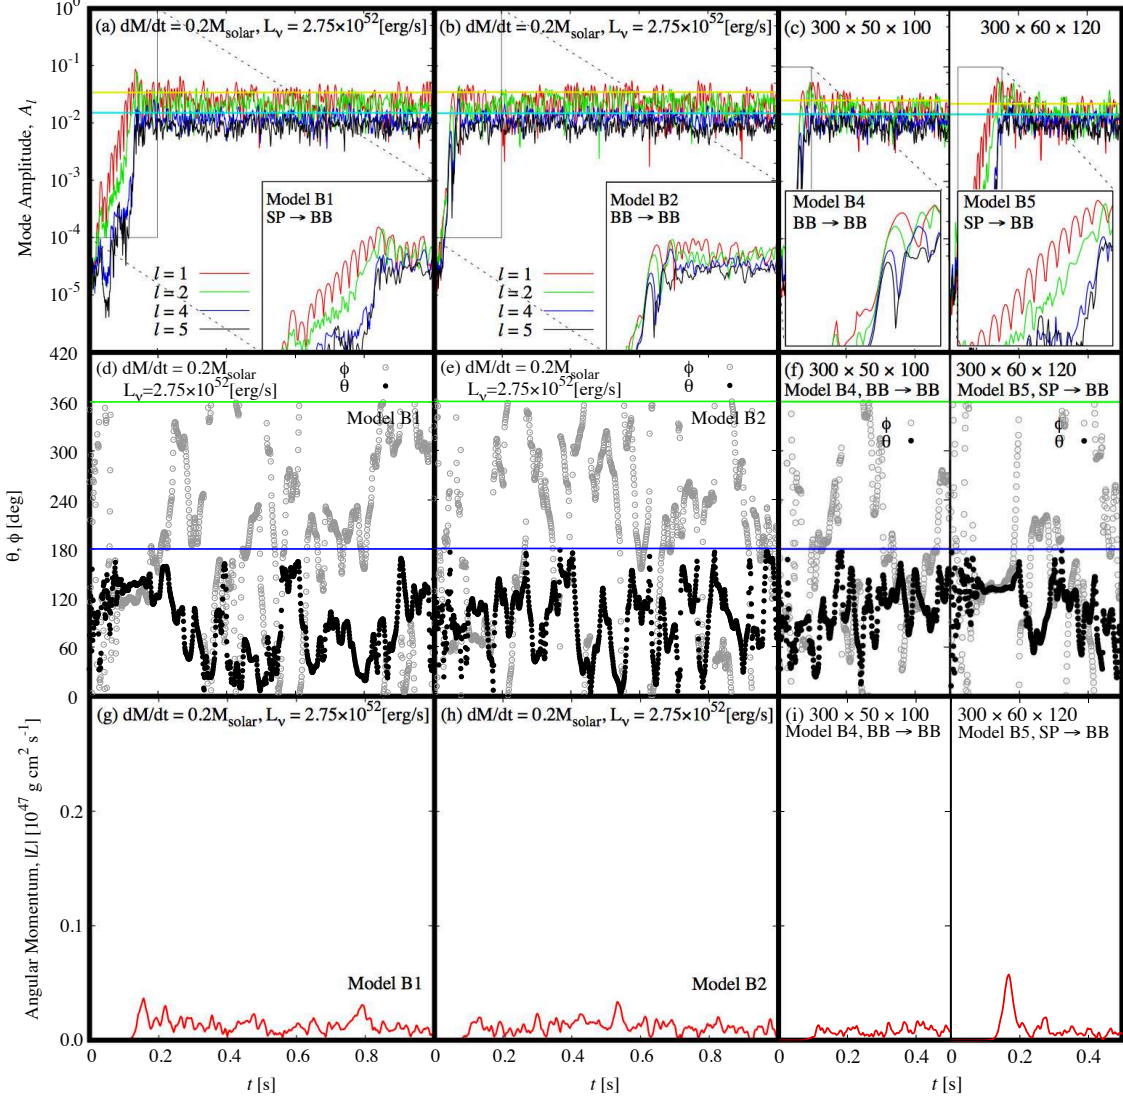 (a) dM/dt = 0.2M_solar, L_ν = 2.75×10^52 [erg/s]
(b) dM/dt = 0.2M_solar, L_ν = 2.75×10^52 [erg/s]
(c) 300 × 50 × 100
300 × 60 × 120
Mode Amplitude, A_l
10^0
10^-1
10^-2
10^-3
10^-4
10^-5
Model B1
SP → BB
Model B2
BB → BB
Model B4
BB → BB
Model B5
SP → BB
l = 1
l = 2
l = 4
l = 5
l = 1
l = 2
l = 4
l = 5
(d) dM/dt = 0.2M_solar
L_ν=2.75×10^52 [erg/s]
ϕ
θ
Model B1
(e) dM/dt = 0.2M_solar
L_ν=2.75×10^52 [erg/s]
ϕ
θ
Model B2
(f) 300 × 50 × 100
Model B4, BB → BB
ϕ
θ
300 × 60 × 120
Model B5, SP → BB
ϕ
θ
θ, ϕ [deg]
420
360
300
240
180
120
60
0
(g) dM/dt = 0.2M_solar, L_ν = 2.75×10^52 [erg/s]
Model B1
(h) dM/dt = 0.2M_solar, L_ν = 2.75×10^52 [erg/s]
Model B2
(i) 300 × 50 × 100
Model B4, BB → BB
300 × 60 × 120
Model B5, SP → BB
Angular Momentum, |L| [10^47 g cm^2 s^-1]
0.2
0.1
0.0
0 0.2 0.4 0.6 0.8
0 0.2 0.4 0.6 0.8
0 0.2 0.4
0 0.2 0.4
t [s]
t [s]
t [s]
t [s]